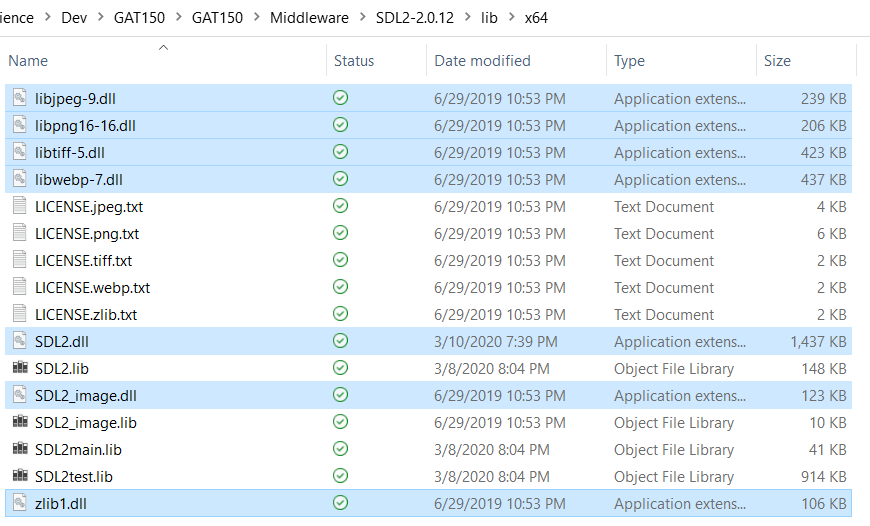 ience > Dev > GAT150 > GAT150 > Middleware > SDL2-2.0.12 > lib > x64
Name Status Date modified Type Size
libjpeg-9.dll 6/29/2019 10:53 PM Application extens... 239 KB
libpng16-16.dll 6/29/2019 10:53 PM Application extens... 206 KB
libtiff-5.dll 6/29/2019 10:53 PM Application extens... 423 KB
libwebp-7.dll 6/29/2019 10:53 PM Application extens... 437 KB
LICENSE.jpeg.txt 6/29/2019 10:53 PM Text Document 4 KB
LICENSE.png.txt 6/29/2019 10:53 PM Text Document 6 KB
LICENSE.tiff.txt 6/29/2019 10:53 PM Text Document 2 KB
LICENSE.webp.txt 6/29/2019 10:53 PM Text Document 2 KB
LICENSE.zlib.txt 6/29/2019 10:53 PM Text Document 2 KB
SDL2.dll 3/10/2020 7:39 PM Application extens... 1,437 KB
SDL2.lib 3/8/2020 8:04 PM Object File Library 148 KB
SDL2_image.dll 6/29/2019 10:53 PM Application extens... 123 KB
SDL2_image.lib 6/29/2019 10:53 PM Object File Library 10 KB
SDL2main.lib 3/8/2020 8:04 PM Object File Library 41 KB
SDL2test.lib 3/8/2020 8:04 PM Object File Library 914 KB
zlib1.dll 6/29/2019 10:53 PM Application extens... 106 KB